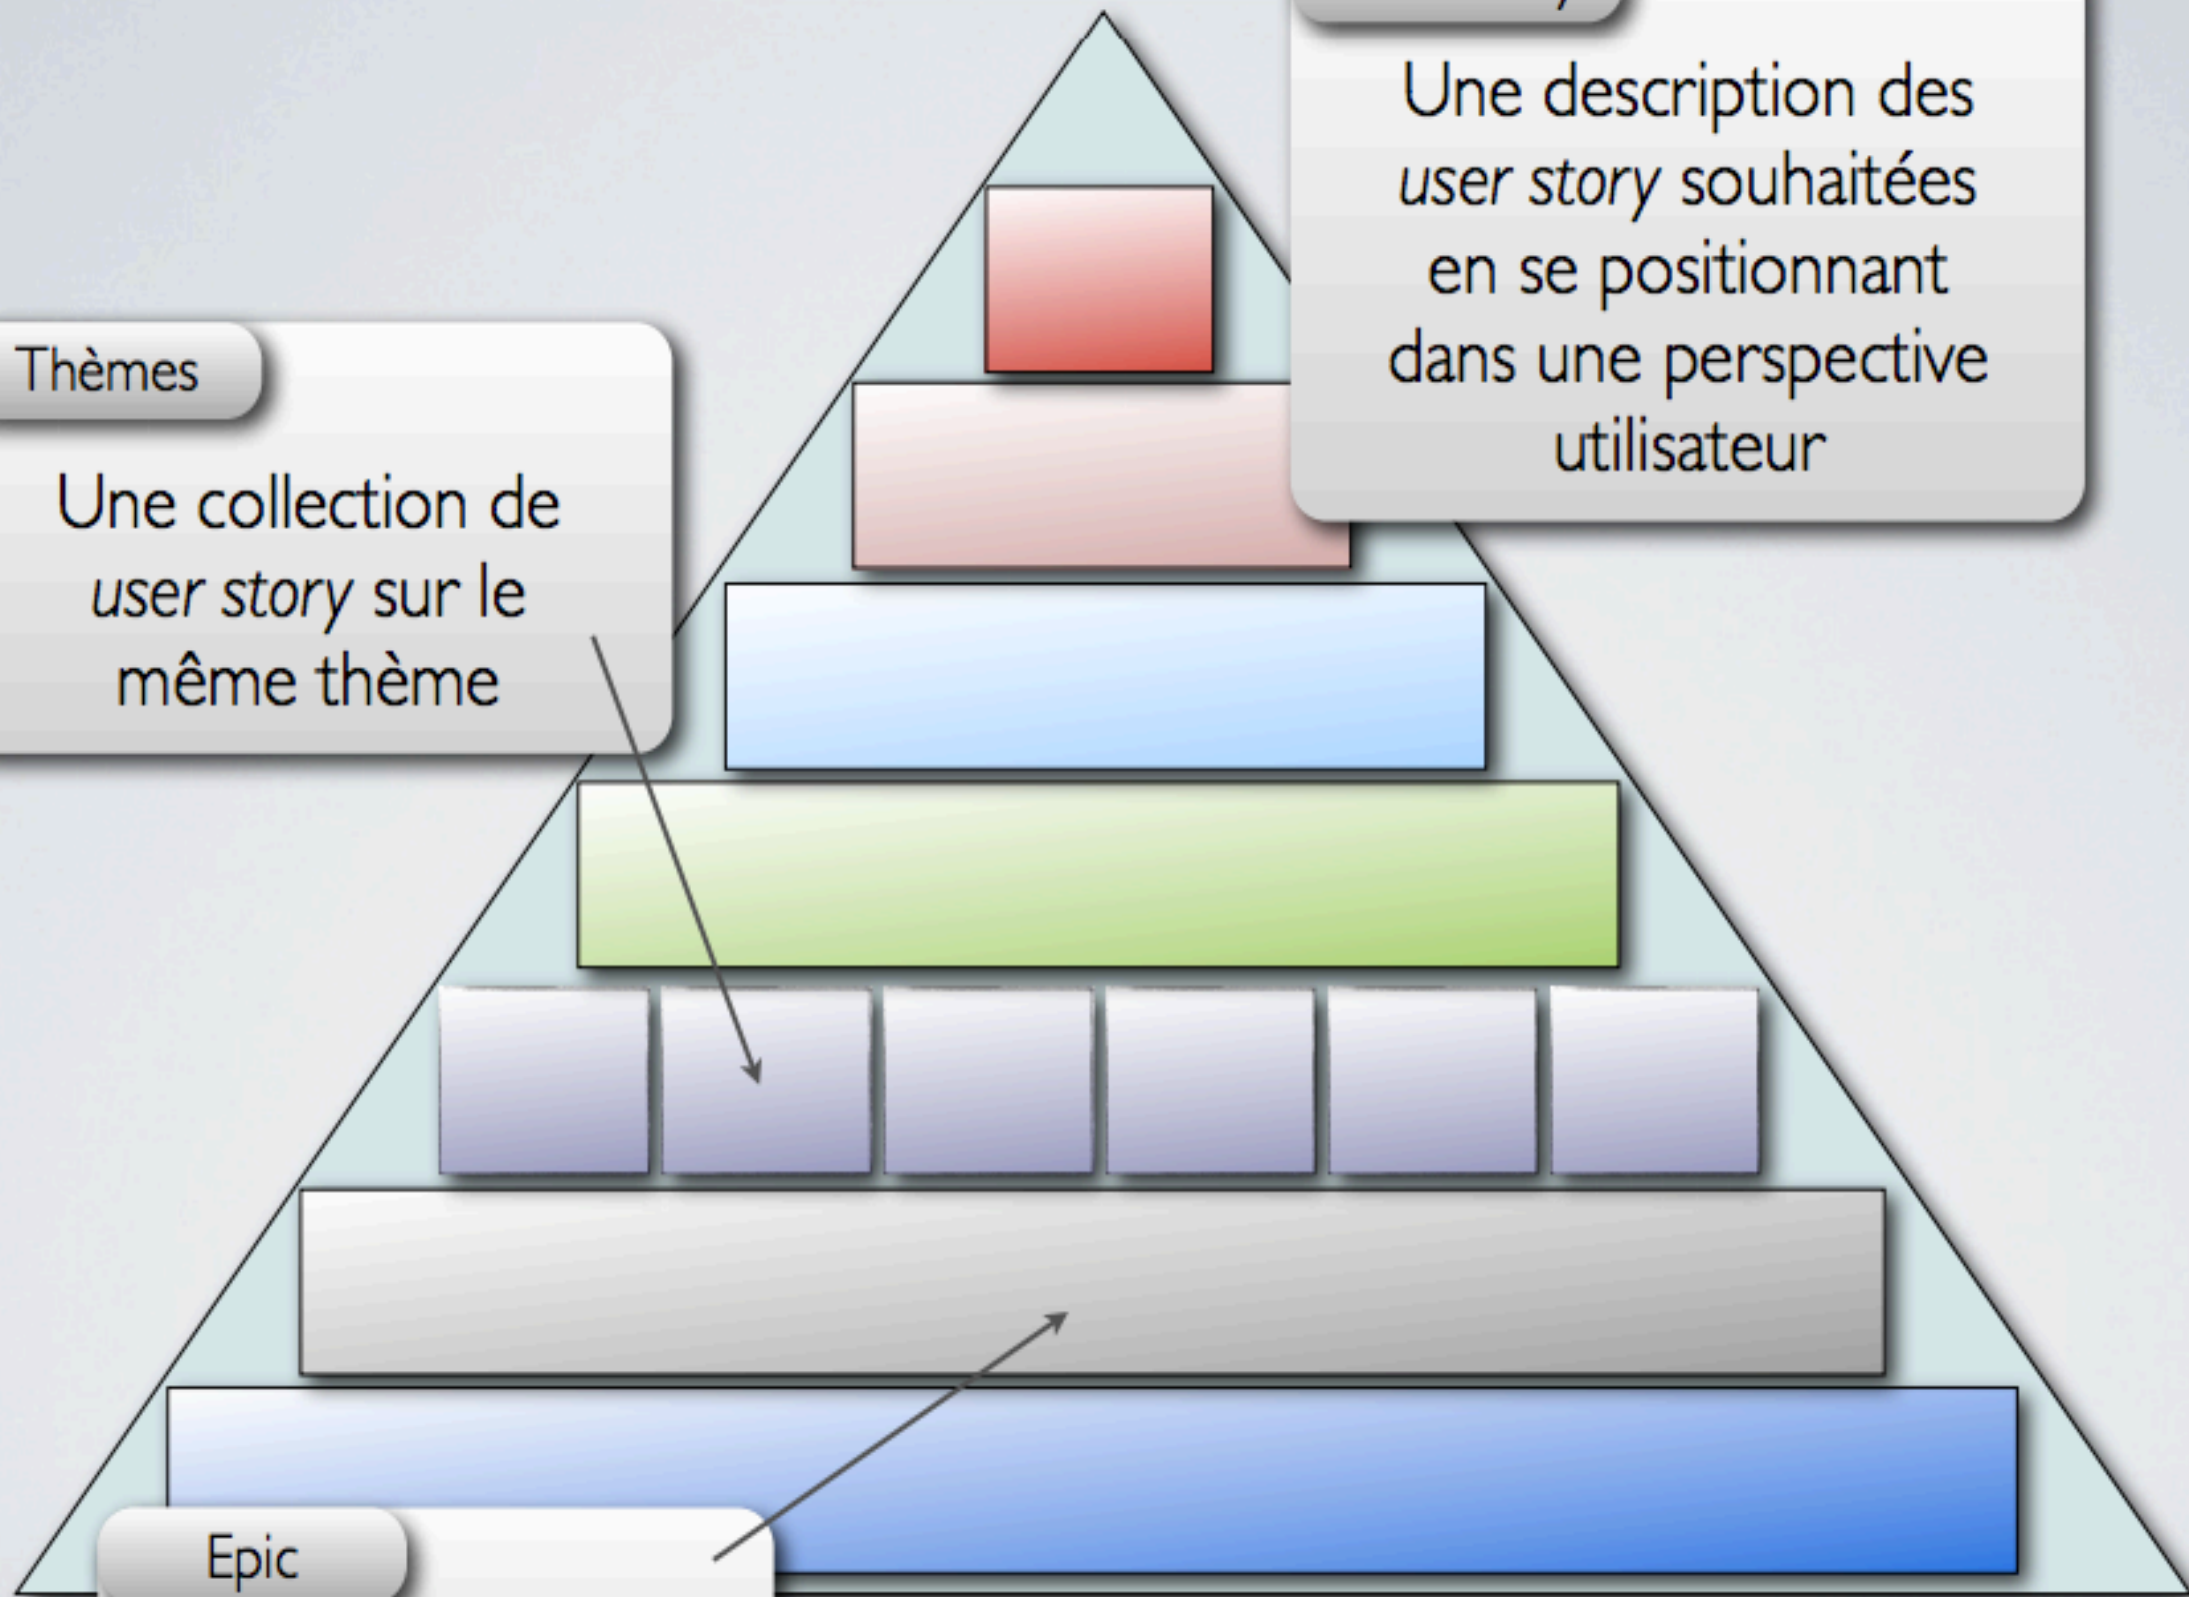 Une description des
user story souhaitées
en se positionnant
dans une perspective
utilisateur
Thèmes
Une collection de
user story sur le
même thème
Epic